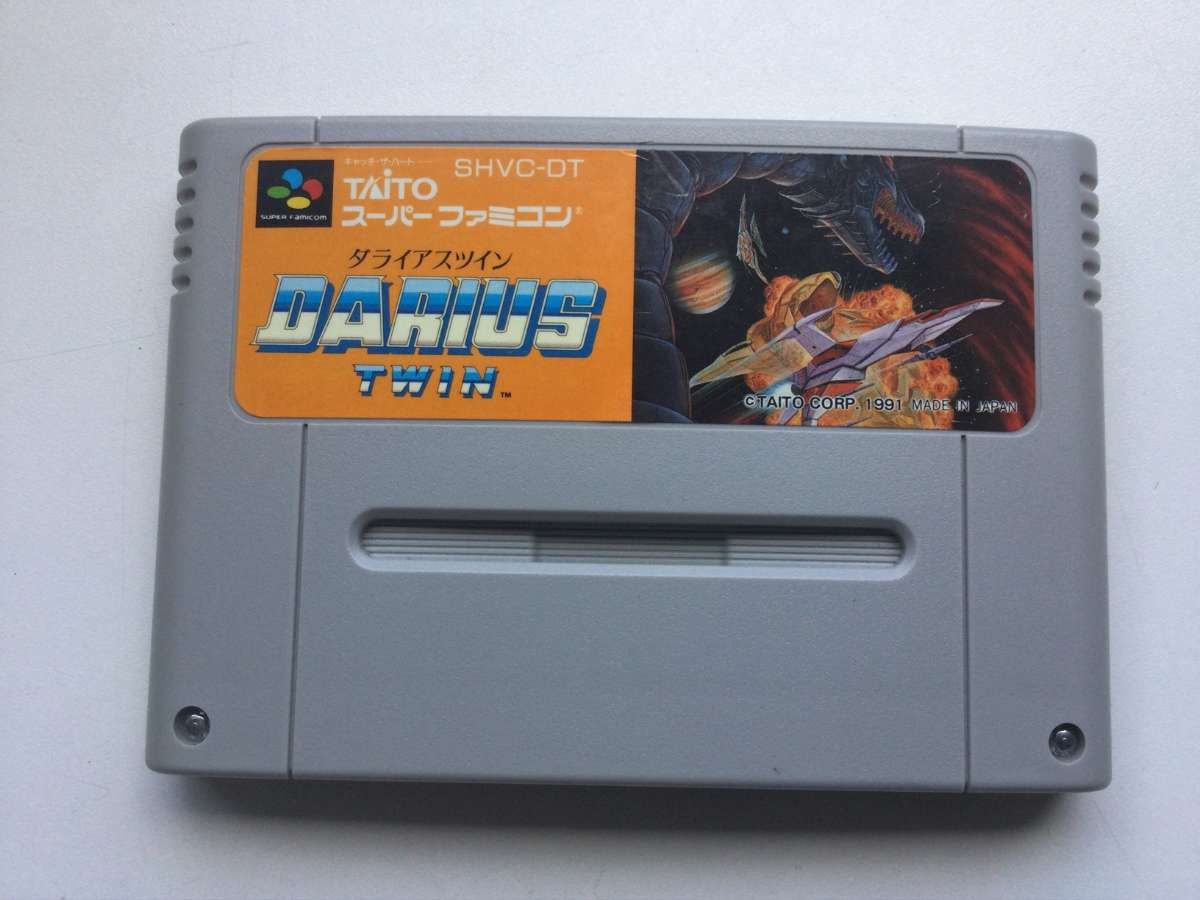 キャッチ・ザ・ハート
SHVC-DT
SUPER FAMICOM
TAITO
スーパーファミコン®
ダライアスツイン
DARIUS
TWIN™
©TAITO CORP. 1991 MADE IN JAPAN